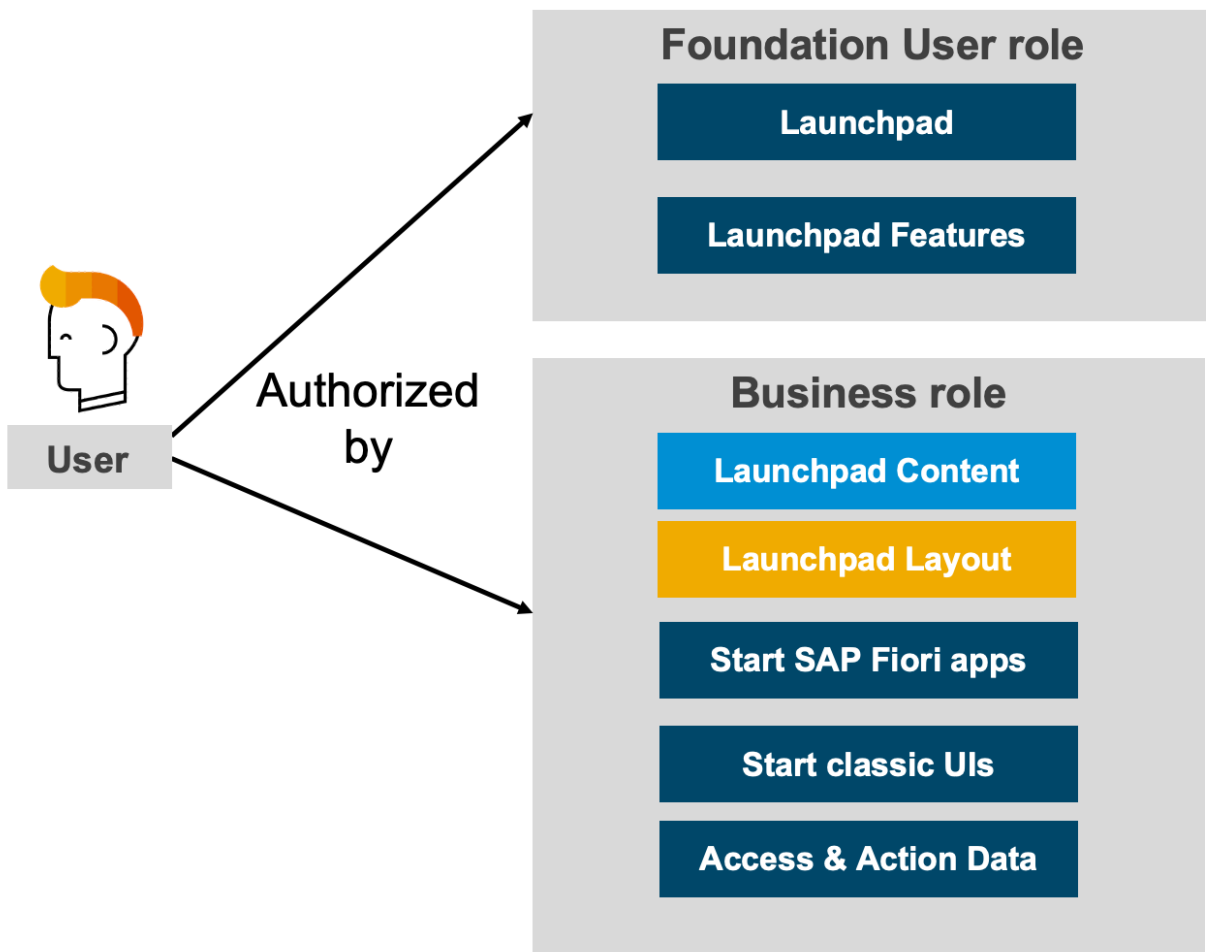 Foundation User role
Launchpad
Launchpad Features
Authorized
by
User
Business role
Launchpad Content
Launchpad Layout
Start SAP Fiori apps
Start classic UIs
Access & Action Data